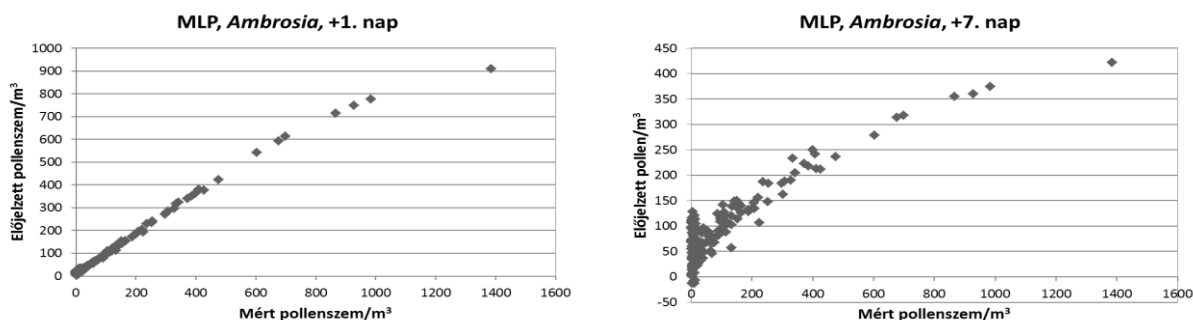 MLP, Ambrosia, +1. nap
Előjelzett pollenszem/m³
1000
900
800
700
600
500
400
300
200
100
0
0 200 400 600 800 1000 1200 1400 1600
Mért pollenszem/m³
MLP, Ambrosia, +7. nap
Előjelzett pollen/m³
450
400
350
300
250
200
150
100
50
0
-50
0 200 400 600 800 1000 1200 1400 1600
Mért pollenszem/m³